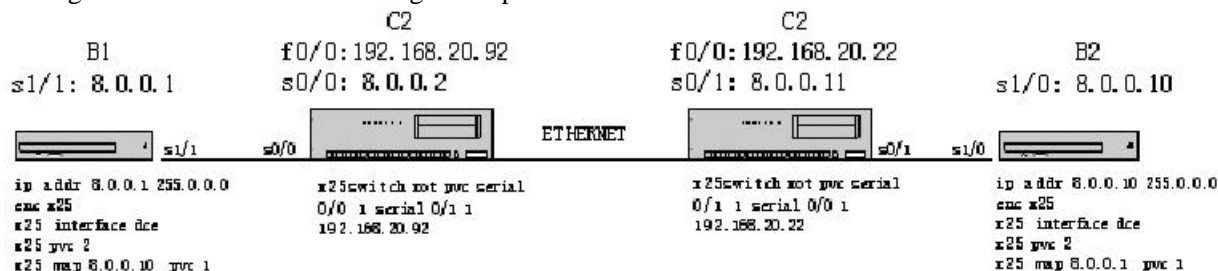 B1
s1/1: 8.0.0.1
C2
f0/0:192.168.20.92
s0/0: 8.0.0.2
C2
f0/0:192.168.20.22
s0/1: 8.0.0.11
B2
s1/0: 8.0.0.10
s1/1
s0/0
ETHERNET
s0/1
s1/0
ip addr 8.0.0.1 255.0.0.0
enc x25
x25 interface dce
x25 pvc 2
x25 map 8.0.0.10 pvc 1
x25switch xot pvc serial
0/0 1 serial 0/1 1
192.168.20.92
x25switch xot pvc serial
0/1 1 serial 0/0 1
192.168.20.22
ip addr 8.0.0.10 255.0.0.0
enc x25
x25 interface dce
x25 pvc 2
x25 map 8.0.0.1 pvc 1